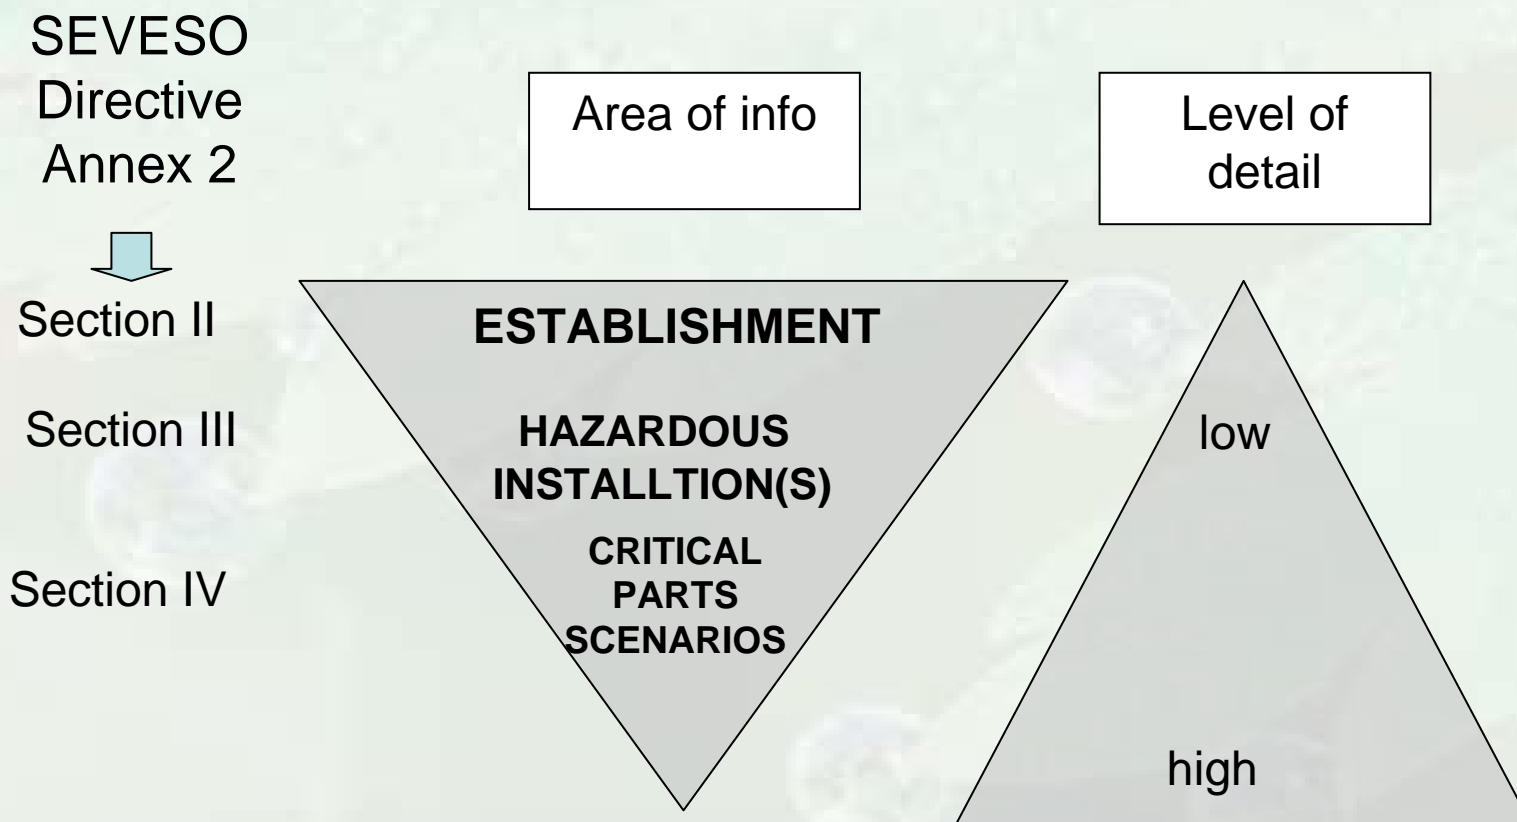 SEVESO
Directive
Annex 2
Area of info
Level of
detail
Section II
ESTABLISHMENT
Section III
HAZARDOUS
INSTALLTION(S)
low
Section IV
CRITICAL
PARTS
SCENARIOS
high